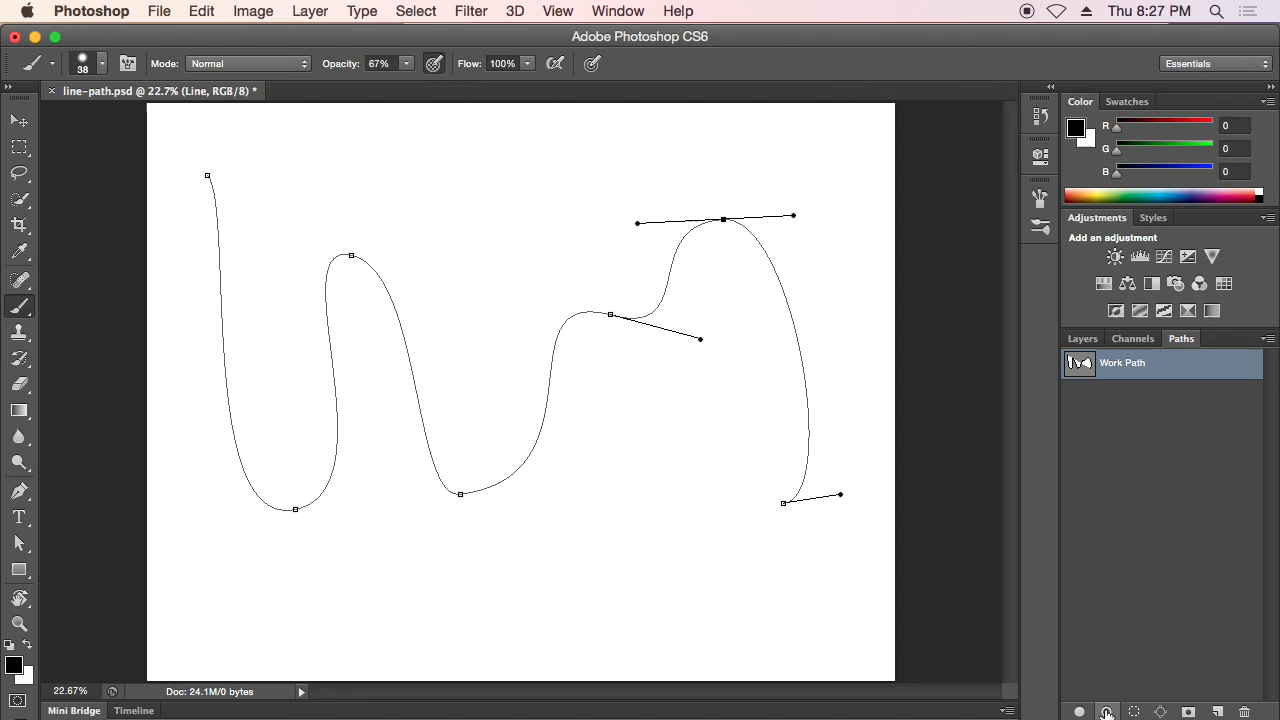 Photoshop File Edit Image Layer Type Select Filter 3D View Window Help Thu 8:27 PM
Adobe Photoshop CS6
38 Mode: Normal Opacity: 67% Flow: 100% Essentials
× line-path.psd @ 22.7% (Line, RGB/8) *
Color Swatches
R 0
G 0
B 0
Adjustments Styles
Add an adjustment
Layers Channels Paths
Work Path
T
22.67% Doc: 24.1M/0 bytes
Mini Bridge Timeline